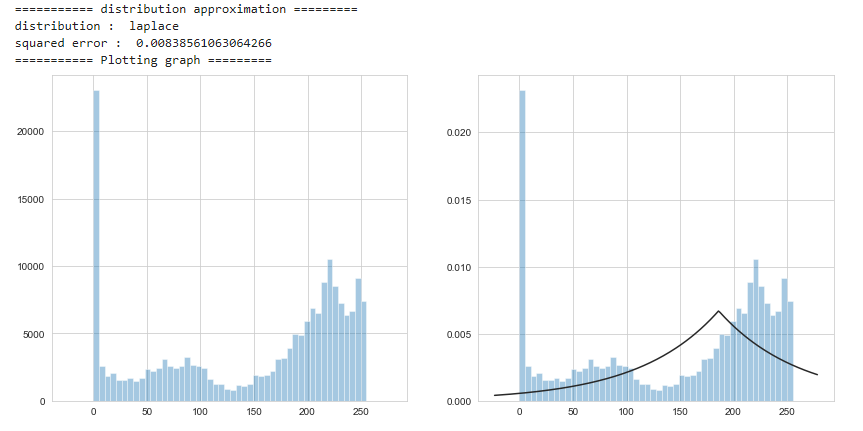 =========== distribution approximation =========
distribution :  laplace
squared error :  0.00838561063064266
=========== Plotting graph =========
20000
15000
10000
5000
0
0 50 100 150 200 250
0.020
0.015
0.010
0.005
0.000
0 50 100 150 200 250